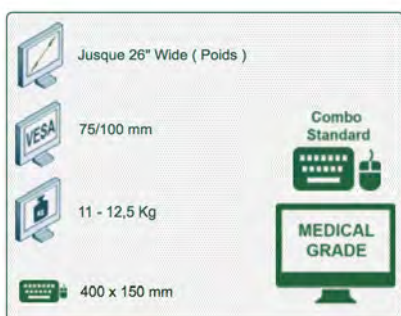 Jusque 26" Wide ( Poids )
VESA
75/100 mm
KG
11 - 12,5 Kg
400 x 150 mm
Combo
Standard
MEDICAL
GRADE